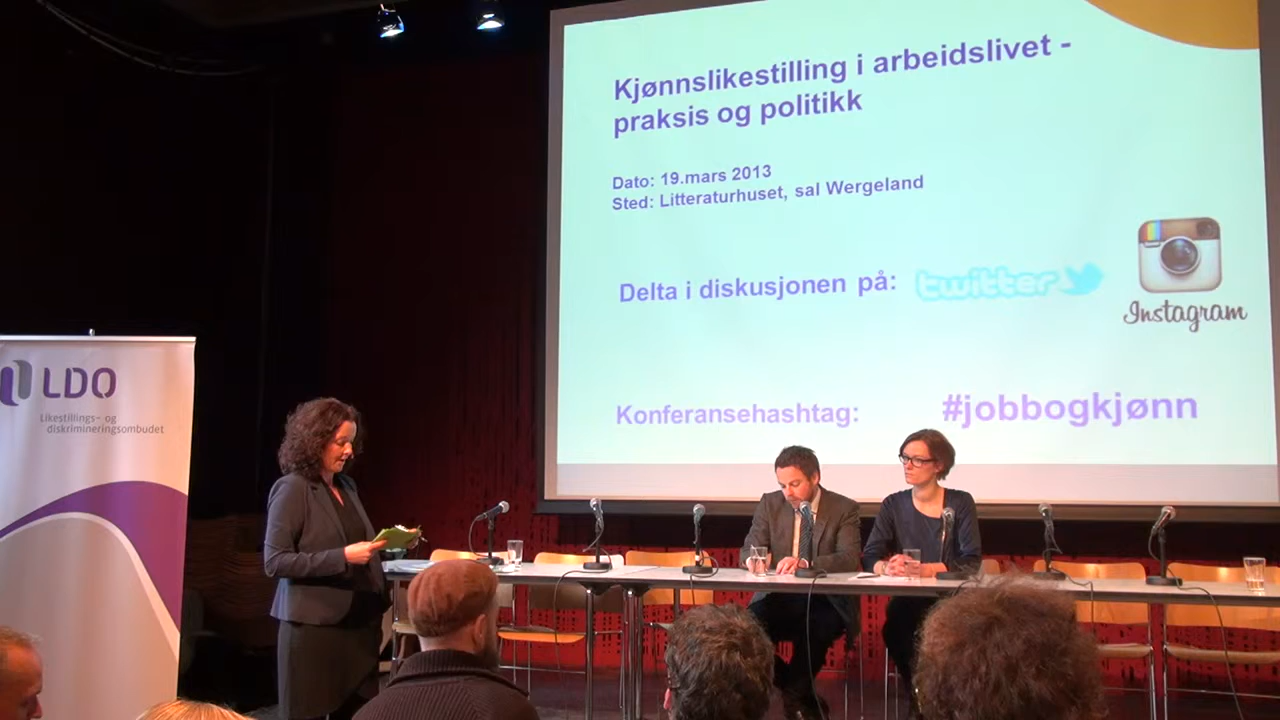 Kjønnslikestilling i arbeidslivet -
praksis og politikk
Dato: 19.mars 2013
Sted: Litteraturhuset, sal Wergeland
Delta i diskusjonen på: twitter
Instagram
Konferansehashtag: #jobbogkjønn
LDO
Likestillings- og
diskrimineringsombudet